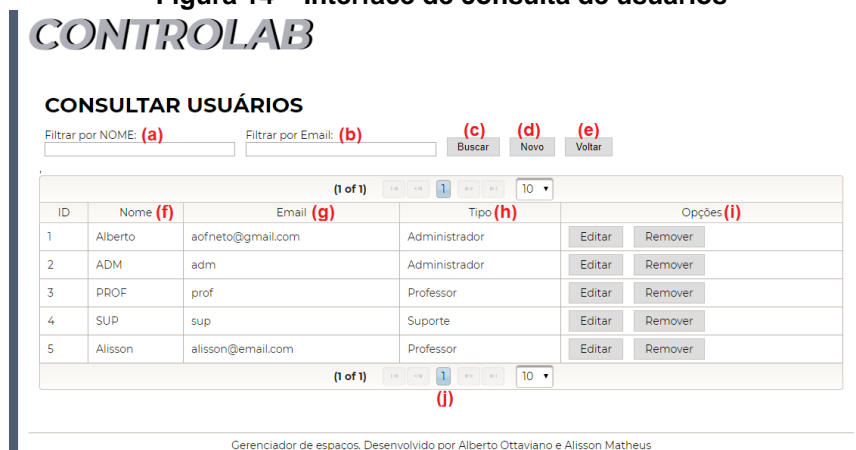 Figura 14 – Interface de consulta de usuários
CONTROLAB
CONSULTAR USUÁRIOS
Filtrar por NOME: (a) Filtrar por Email: (b) (c) (d) (e)
Buscar Novo Voltar
(1 of 1) 1 10
ID Nome (f) Email (g) Tipo (h) Opções (i)
1 Alberto aofneto@gmail.com Administrador Editar Remover
2 ADM adm Administrador Editar Remover
3 PROF prof Professor Editar Remover
4 SUP sup Suporte Editar Remover
5 Alisson alisson@email.com Professor Editar Remover
(1 of 1) 1 10
(j)
Gerenciador de espaços. Desenvolvido por Alberto Ottaviano e Alisson Matheus